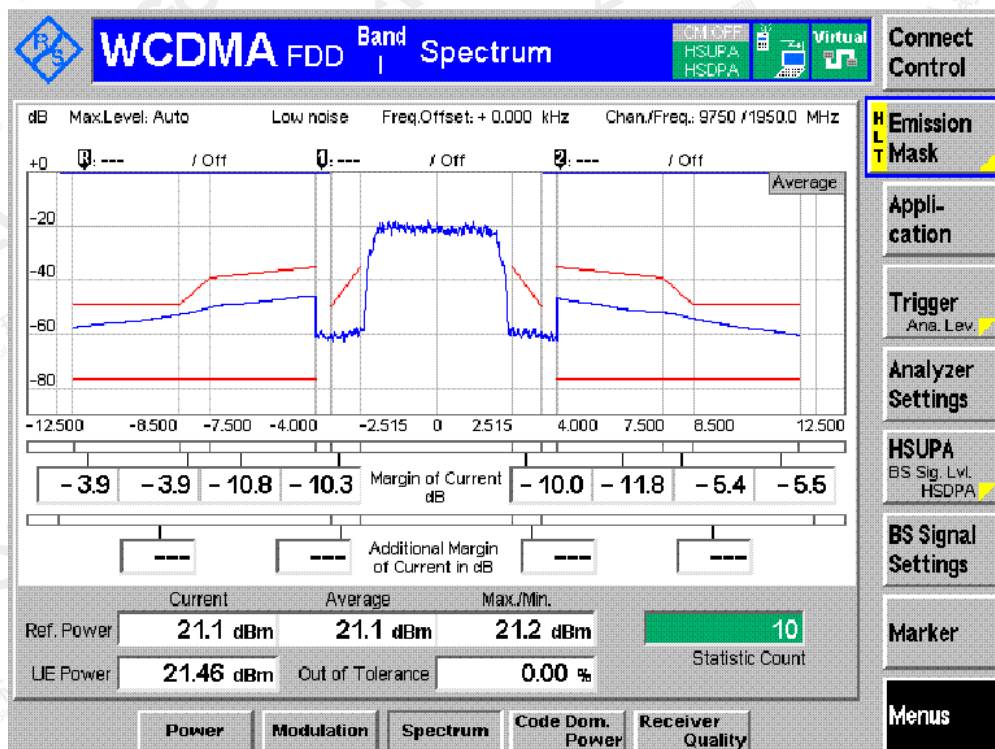 R&S
WCDMA FDD Band I Spectrum
CM OFF
HSUPA
HSDPA
Virtual
Connect
Control
dB Max.Level: Auto Low noise Freq.Offset: + 0.000 kHz Chan./Freq.: 9750 / 1950.0 MHz
HLT
Emission
Mask
R: --- / Off 1: --- / Off 2: --- / Off
Average
+0
-20
-40
-60
-80
Appli-
cation
Trigger
Ana. Lev.
Analyzer
Settings
-12.500 -8.500 -7.500 -4.000 -2.515 0 2.515 4.000 7.500 8.500 12.500
HSUPA
BS Sig. Lvl.
HSDPA
- 3.9 - 3.9 - 10.8 - 10.3 Margin of Current dB - 10.0 - 11.8 - 5.4 - 5.5
BS Signal
Settings
--- --- Additional Margin of Current in dB --- ---
Current Average Max./Min.
Ref. Power 21.1 dBm 21.1 dBm 21.2 dBm 10
Statistic Count
UE Power 21.46 dBm Out of Tolerance 0.00 %
Marker
Menus
Power
Modulation
Spectrum
Code Dom.
Power
Receiver
Quality